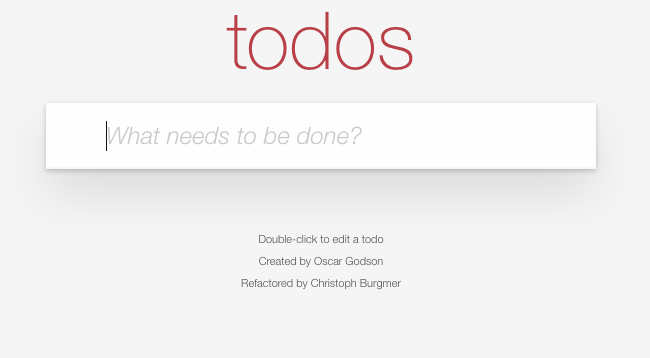 todos
What needs to be done?
Double-click to edit a todo
Created by Oscar Godson
Refactored by Christoph Burgmer